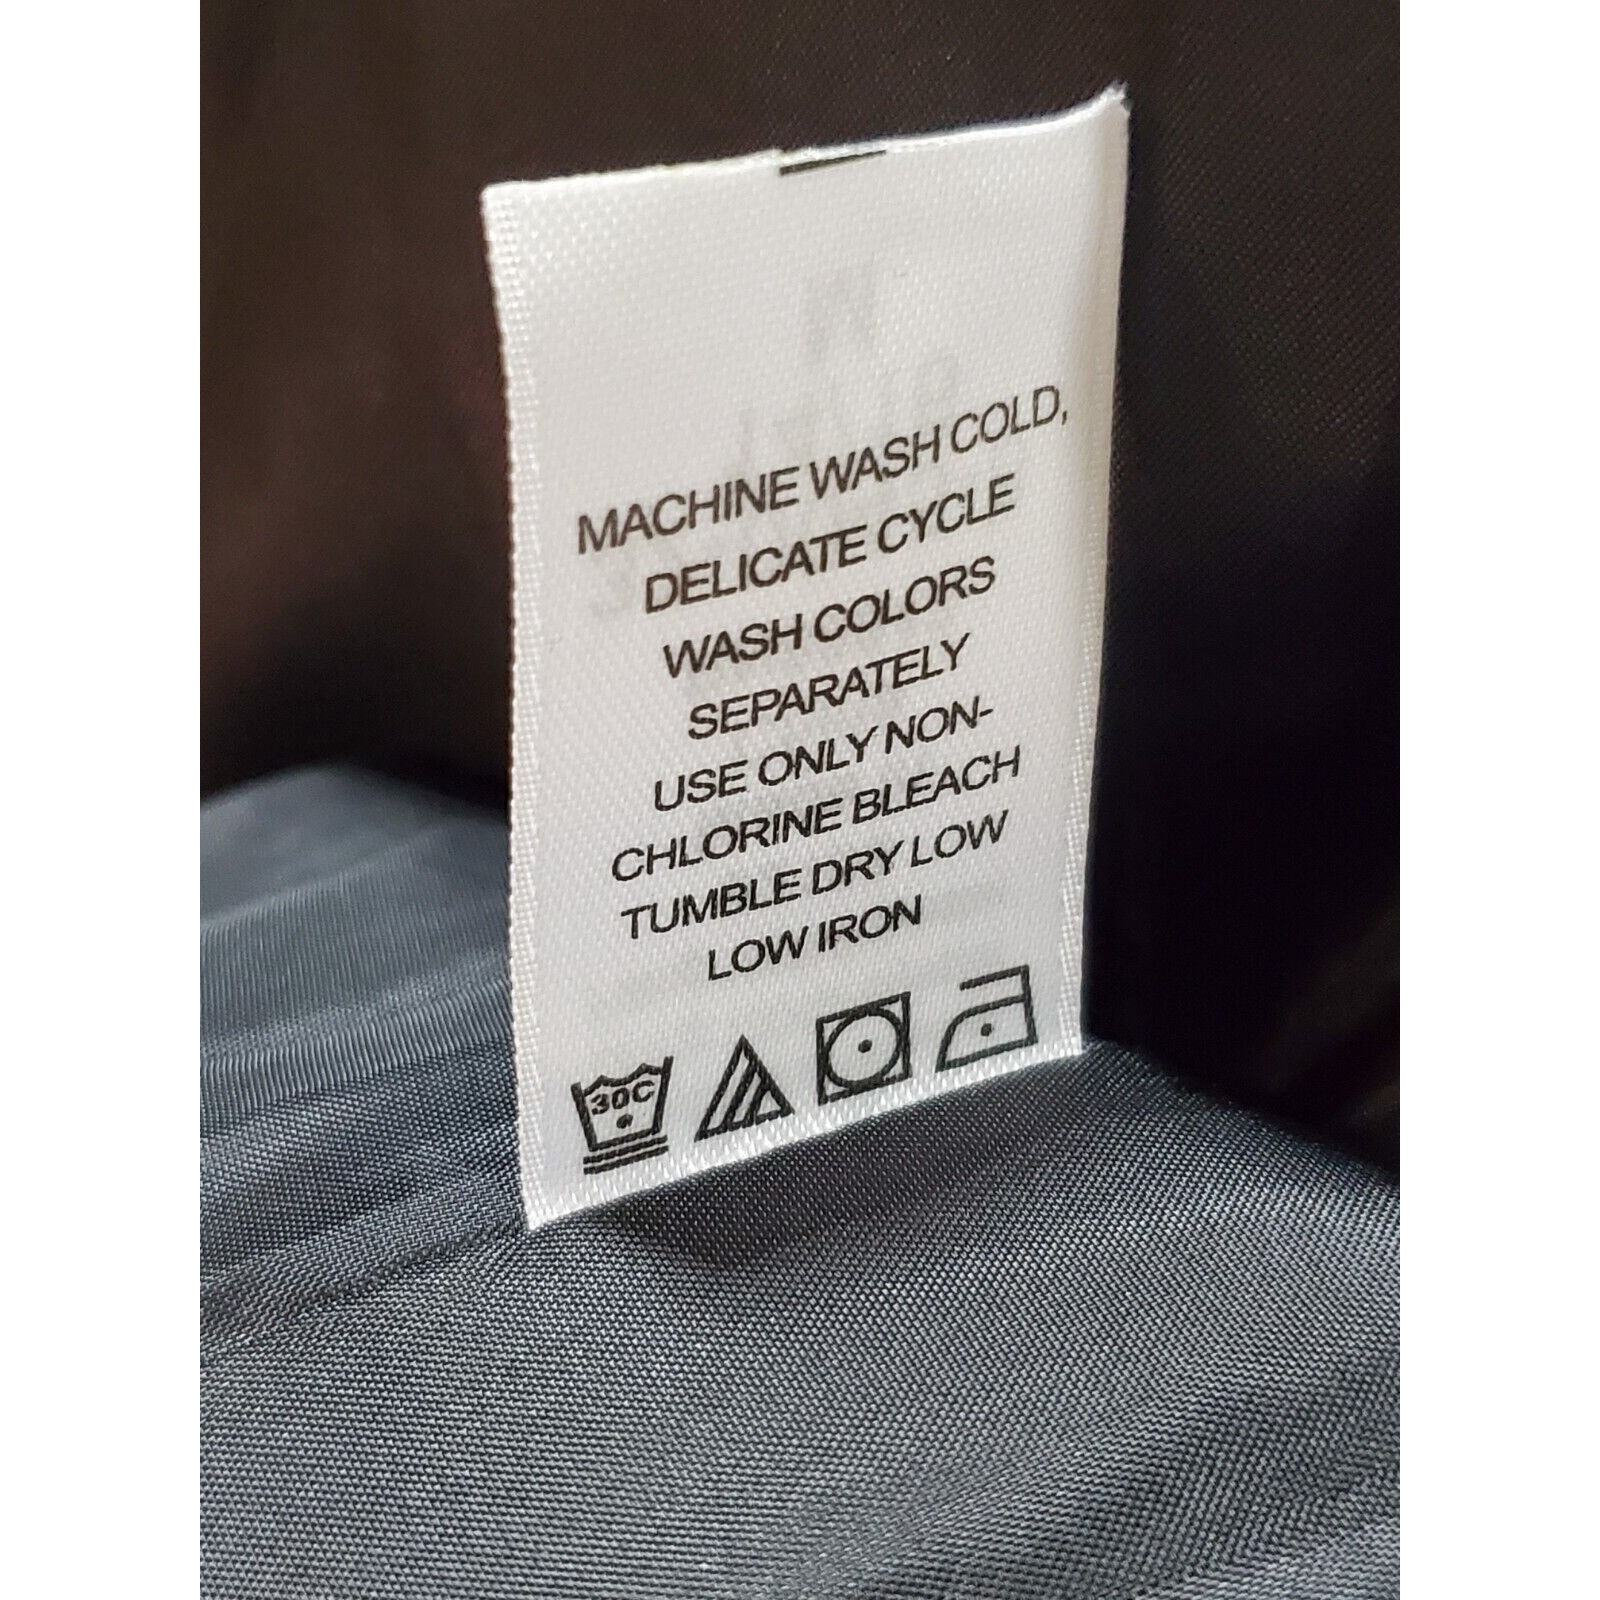 MACHINE WASH COLD,
DELICATE CYCLE
WASH COLORS
SEPARATELY
USE ONLY NON-
CHLORINE BLEACH
TUMBLE DRY LOW
LOW IRON
30C